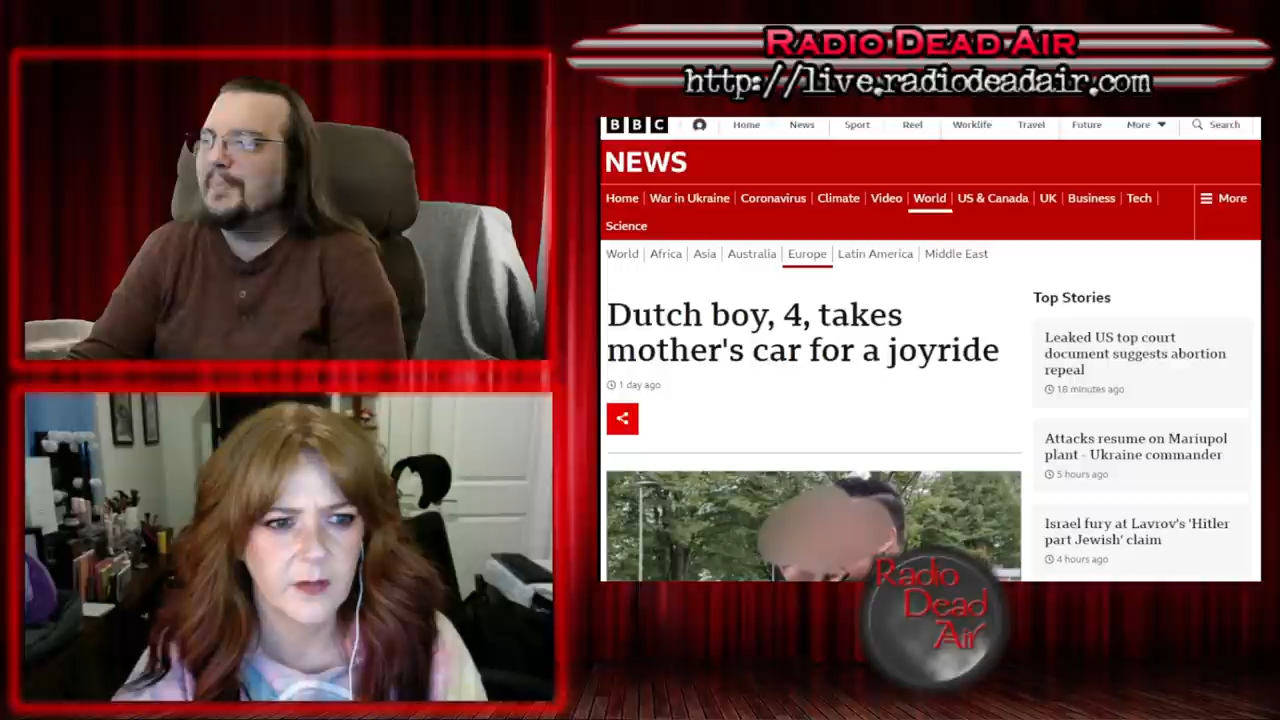 RADIO DEAD AIR
http://live.radiodeadair.com
BBC
Home
News
Sport
Reel
Worklife
Travel
Future
More
Search
NEWS
Home
War in Ukraine
Coronavirus
Climate
Video
World
US & Canada
UK
Business
Tech
More
Science
World
Africa
Asia
Australia
Europe
Latin America
Middle East
Dutch boy, 4, takes
mother's car for a joyride
1 day ago
Top Stories
Leaked US top court
document suggests abortion
repeal
18 minutes ago
Attacks resume on Mariupol
plant - Ukraine commander
5 hours ago
Israel fury at Lavrov's 'Hitler
part Jewish' claim
4 hours ago
Radio
Dead
Air